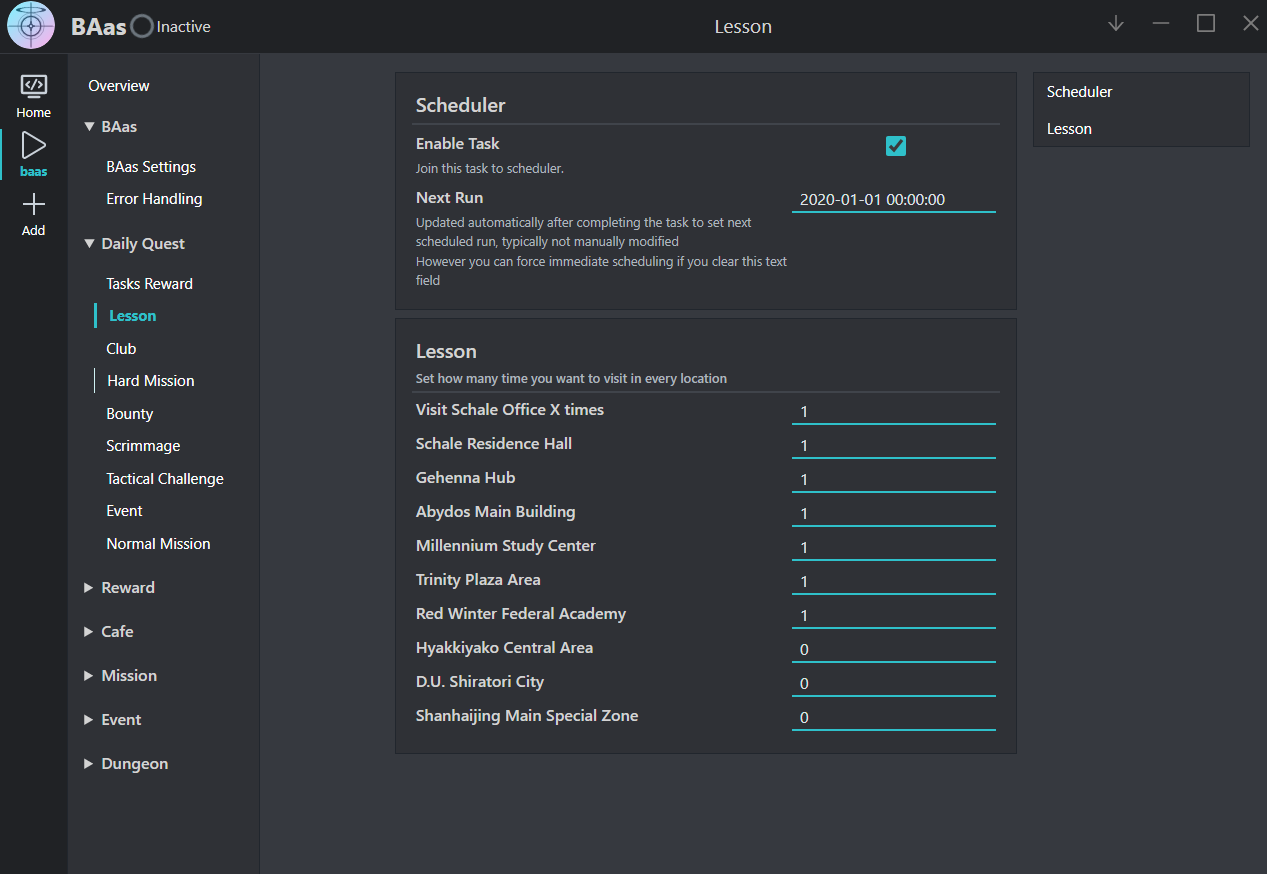 BAas
Inactive
Lesson
Home
baas
Add
Overview
BAas
BAas Settings
Error Handling
Daily Quest
Tasks Reward
Lesson
Club
Hard Mission
Bounty
Scrimmage
Tactical Challenge
Event
Normal Mission
Reward
Cafe
Mission
Event
Dungeon
Scheduler
Enable Task
Join this task to scheduler.
Next Run
2020-01-01 00:00:00
Updated automatically after completing the task to set next
scheduled run, typically not manually modified
However you can force immediate scheduling if you clear this text
field
Lesson
Set how many time you want to visit in every location
Visit Schale Office X times 1
Schale Residence Hall 1
Gehenna Hub 1
Abydos Main Building 1
Millennium Study Center 1
Trinity Plaza Area 1
Red Winter Federal Academy 1
Hyakkiyako Central Area 0
D.U. Shiratori City 0
Shanhaijing Main Special Zone 0
Scheduler
Lesson